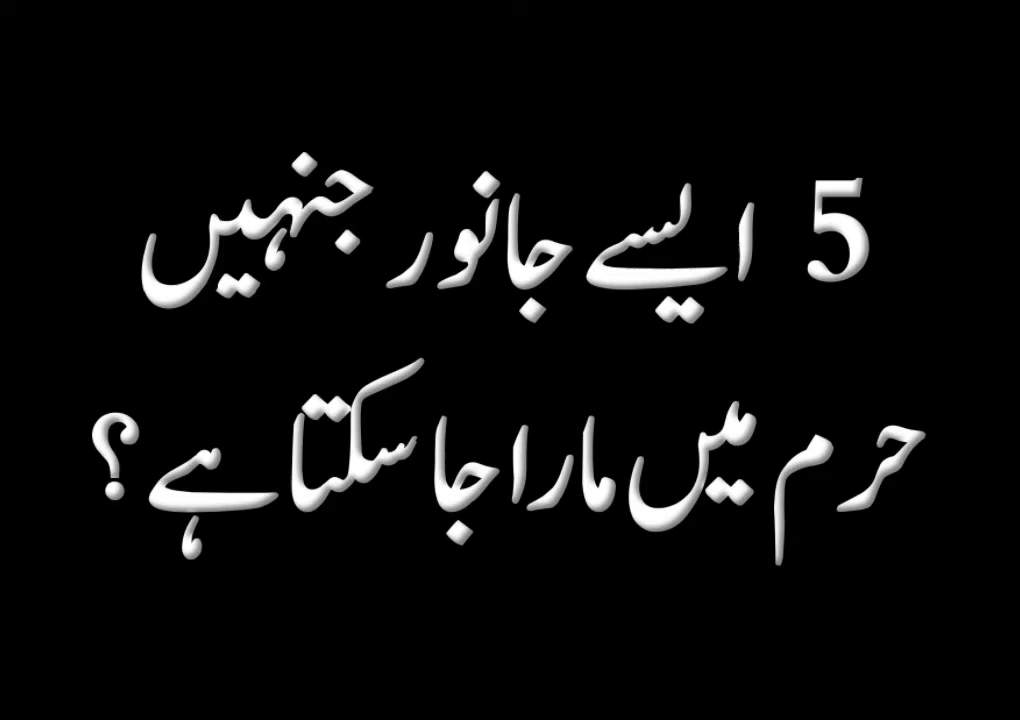 5 ایسے جانور جنہیں
حرم میں مارا جا سکتا ہے؟